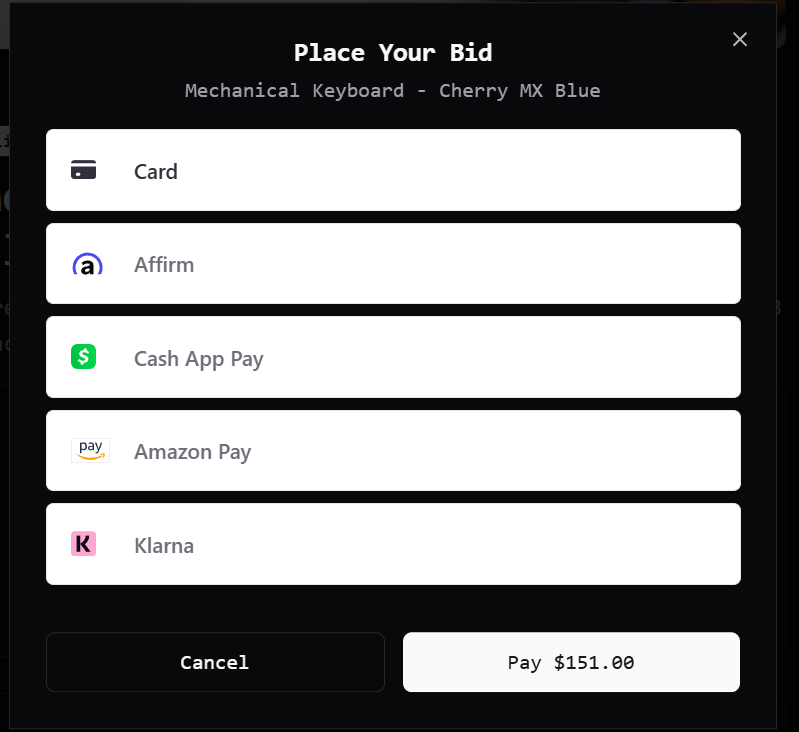 Place Your Bid
Mechanical Keyboard - Cherry MX Blue
Card
a Affirm
$ Cash App Pay
pay Amazon Pay
K Klarna
Cancel
Pay $151.00